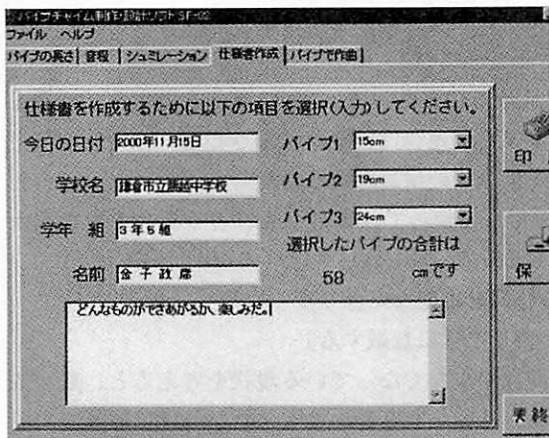 パイプチャイム制作・設計ソフト SF-02
ファイル ヘルプ
パイプの長さ 音程 シュミレーション 仕様書作成 パイプで作曲
仕様書を作成するために以下の項目を選択(入力)してください。
今日の日付 2000年11月15日 パイプ1 15cm
学校名 鎌倉市立腰越中学校 パイプ2 19cm
学年 組 3年5組 パイプ3 24cm
選択したパイプの合計は
名前 金子政 58 cmです
どんなものができあがるか、楽しみだ。
印
保
終